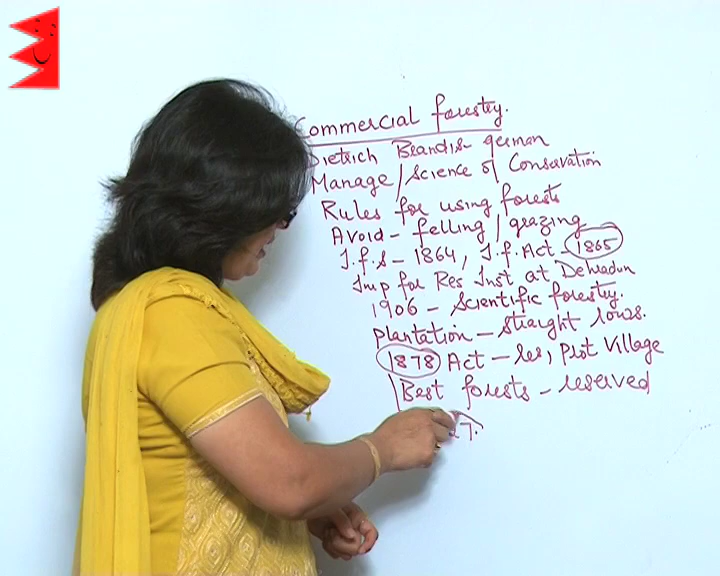 Commercial forestry.
Dietrich Brandis - german
Manage / Science of Conservation
Rules for using forests
Avoid - felling / grazing
I.f.s - 1864, I.f. Act - 1865
Imp for Res Inst at Dehradun
1906 - Scientific forestry.
Plantation - straight rows.
1878 Act - Res, Prot Village
Best forests - reserved
27.